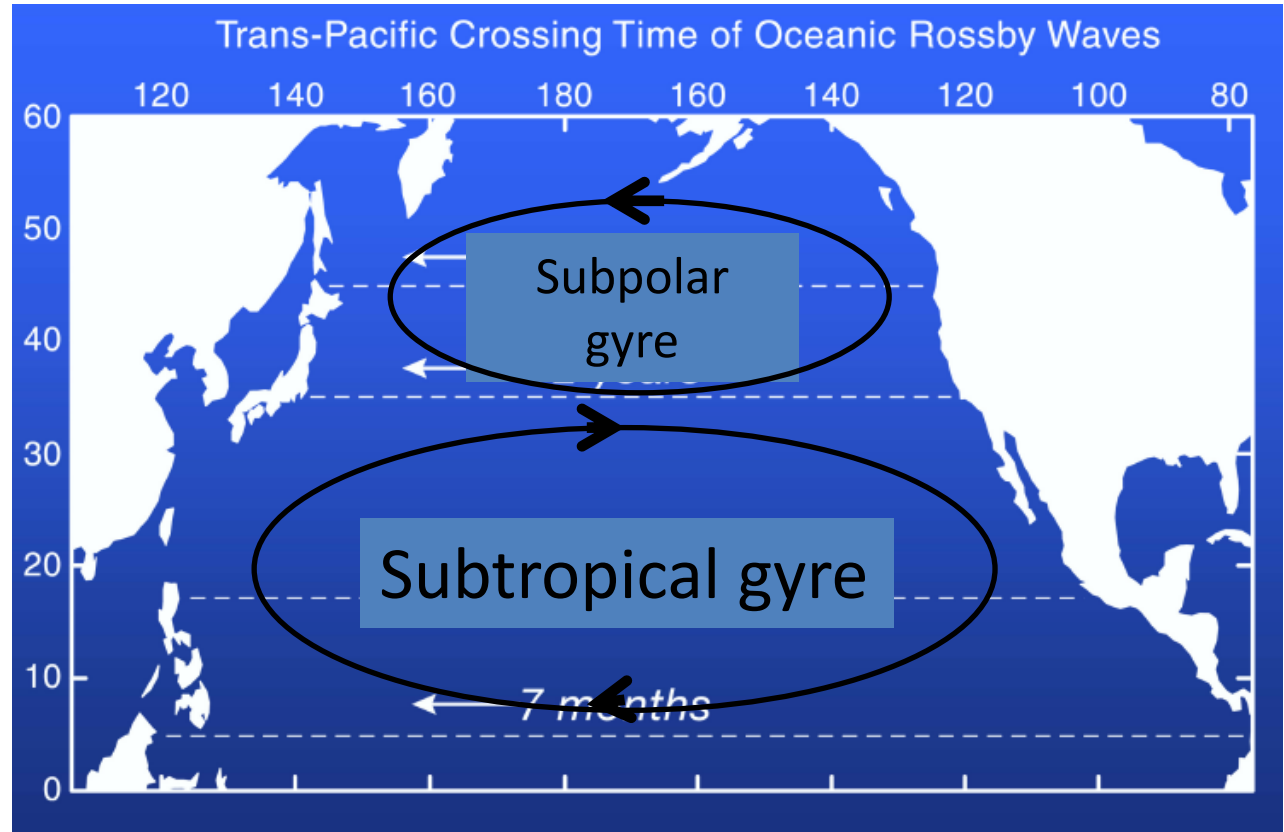 Trans-Pacific Crossing Time of Oceanic Rossby Waves
120 140 160 180 160 140 120 100 80
60
50
Subpolar
gyre
40
years
30
20
Subtropical gyre
10
7 months
0